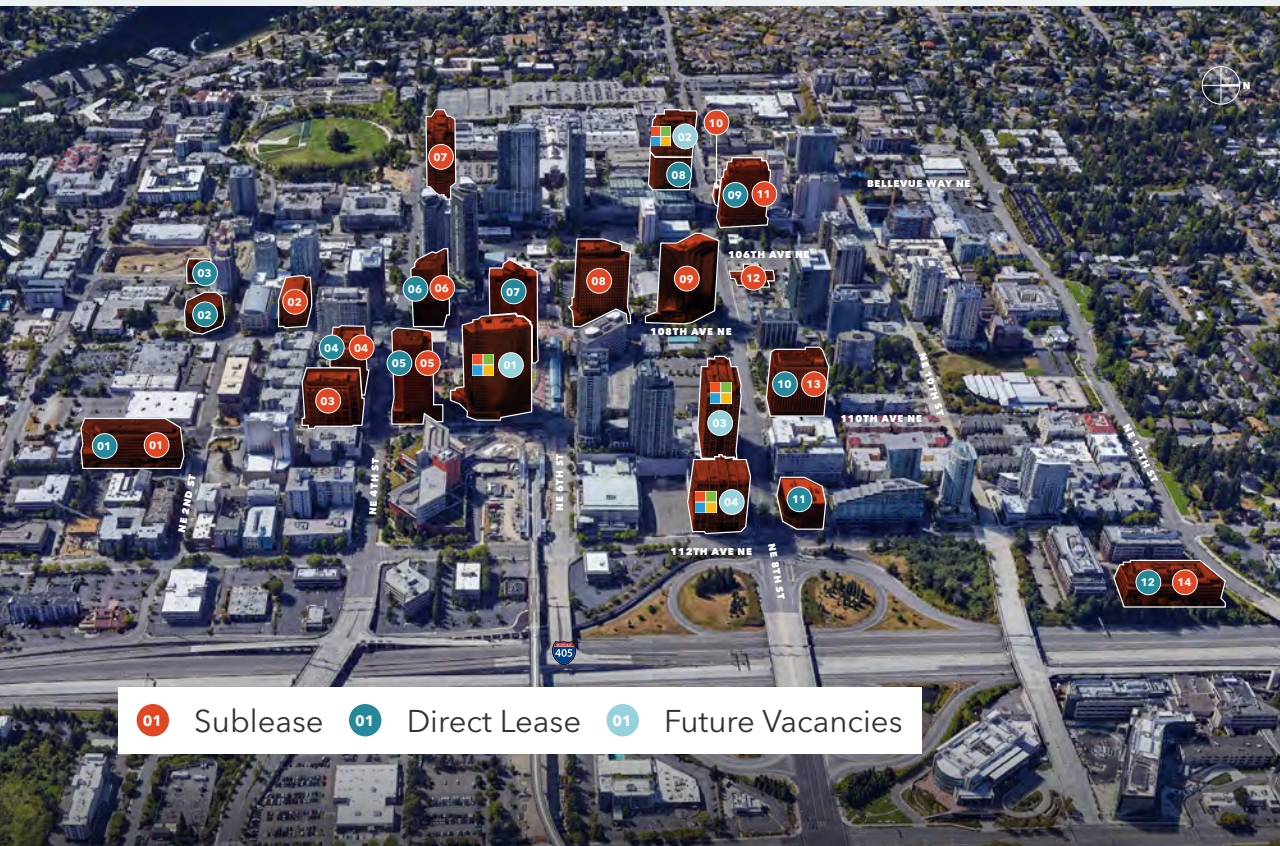 N
10
02
07
08
BELLEVUE WAY NE
09 11
106TH AVE NE
03
12
02
02
06 06
07
08
09
108TH AVE NE
04 04
05 05
01
03
03
10 13
110TH AVE NE
NE 10TH ST
NE 12TH ST
01 01
NE 2ND ST
NE 4TH ST
NE 6TH ST
04
11
112TH AVE NE
NE 8TH ST
12 14
405
01 Sublease 01 Direct Lease 01 Future Vacancies